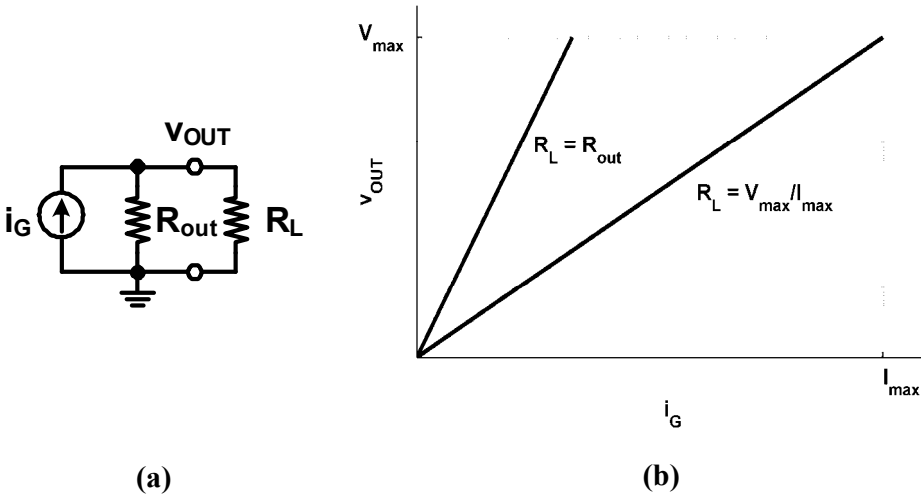 v_OUT
i_G
R_out
R_L
(a)
V_max
v_OUT
R_L = R_out
R_L = V_max/I_max
I_max
i_G
(b)